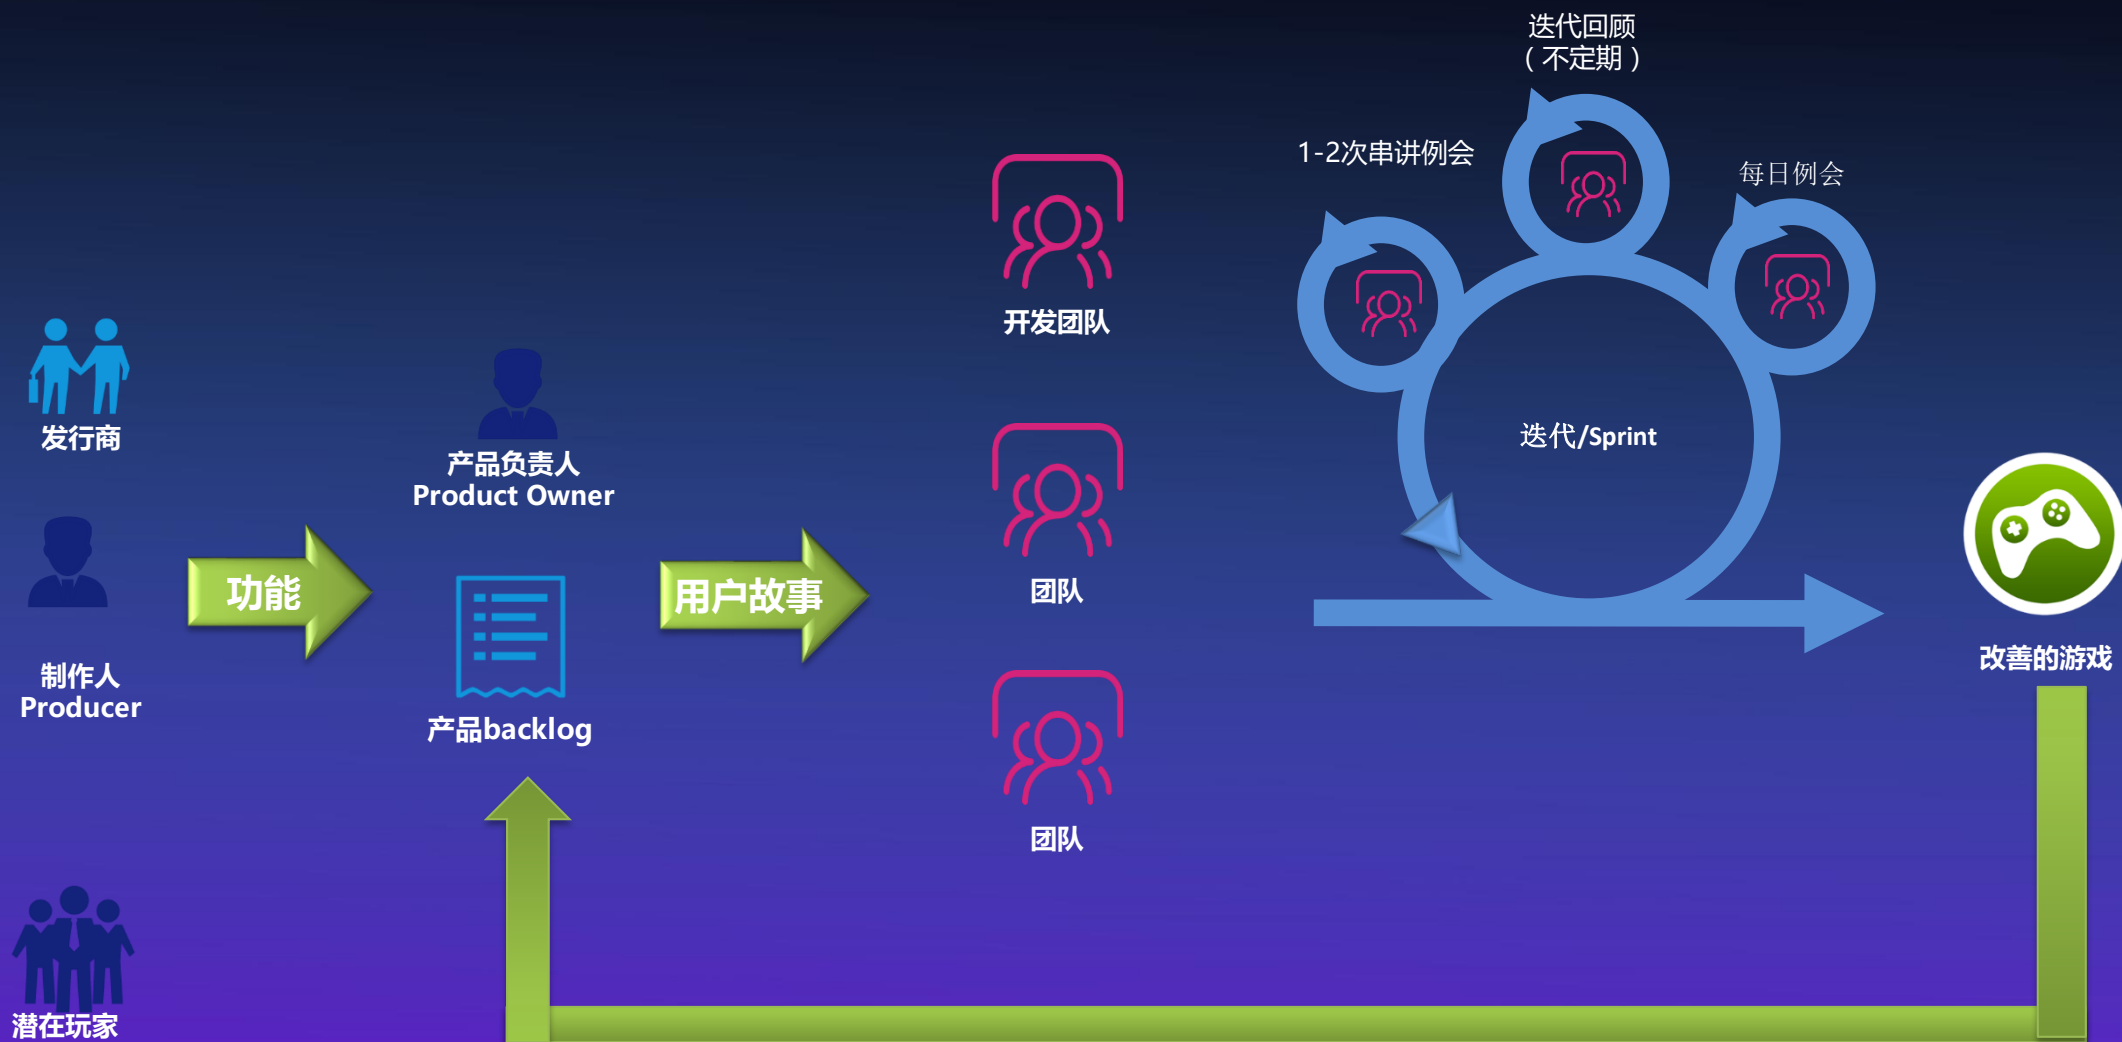 发行商
制作人
Producer
潜在玩家
功能
产品负责人
Product Owner
产品backlog
用户故事
开发团队
团队
团队
1-2次串讲例会
迭代回顾
（不定期）
每日例会
迭代/Sprint
改善的游戏